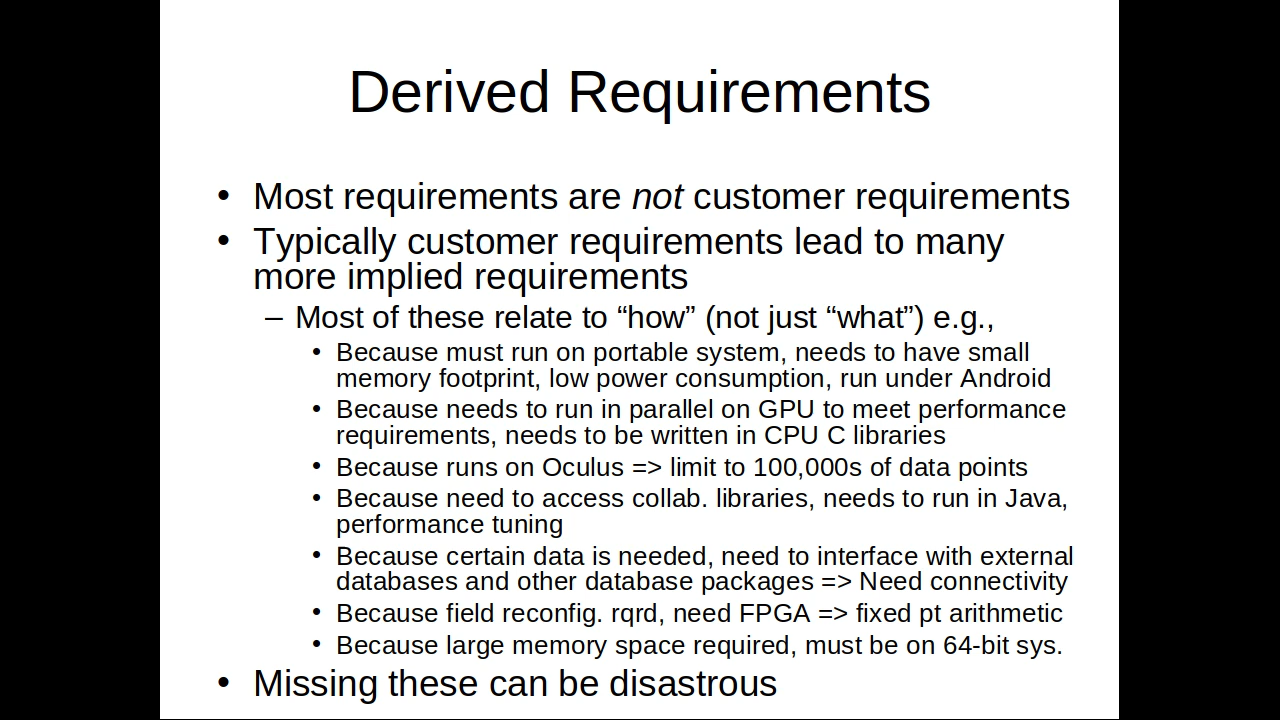 Derived Requirements
• Most requirements are not customer requirements
• Typically customer requirements lead to many
more implied requirements
– Most of these relate to “how” (not just “what”) e.g.,
• Because must run on portable system, needs to have small
memory footprint, low power consumption, run under Android
• Because needs to run in parallel on GPU to meet performance
requirements, needs to be written in CPU C libraries
• Because runs on Oculus => limit to 100,000s of data points
• Because need to access collab. libraries, needs to run in Java,
performance tuning
• Because certain data is needed, need to interface with external
databases and other database packages => Need connectivity
• Because field reconfig. rqrd, need FPGA => fixed pt arithmetic
• Because large memory space required, must be on 64-bit sys.
• Missing these can be disastrous